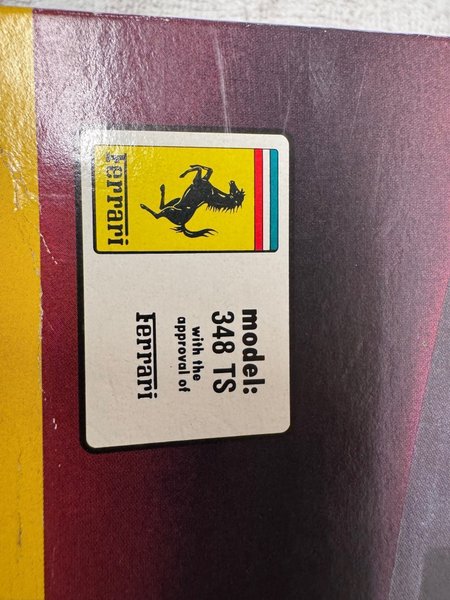 Ferrari
model:
348 TS
with the
approval of
Ferrari